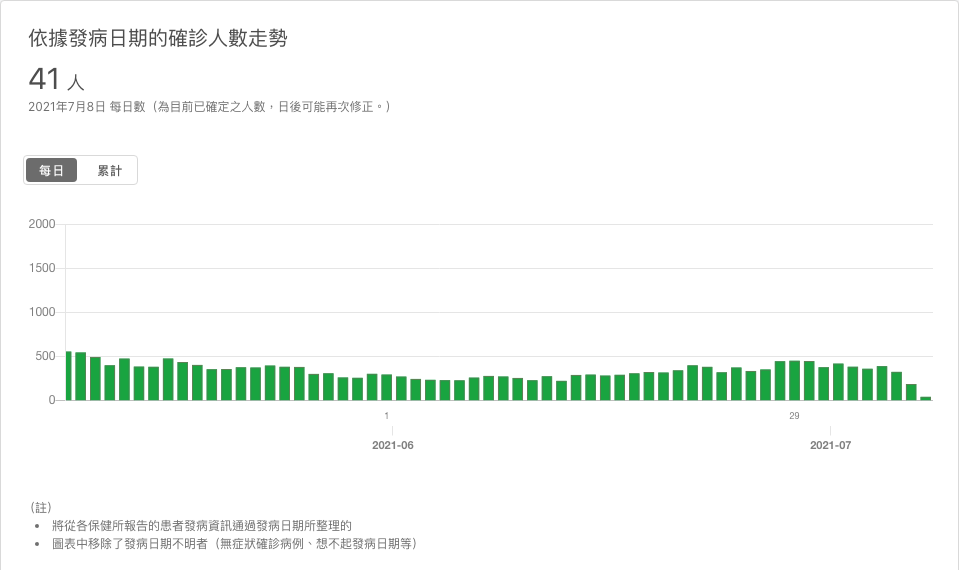 依據發病日期的確診人數走勢
41 人
2021年7月8日 每日數（為目前已確定之人數，日後可能再次修正。）
每日 累計
2000
1500
1000
500
0
1 29
2021-06 2021-07
（註）
• 將從各保健所報告的患者發病資訊通過發病日期所整理的
• 圖表中移除了發病日期不明者（無症狀確診病例、想不起發病日期等）